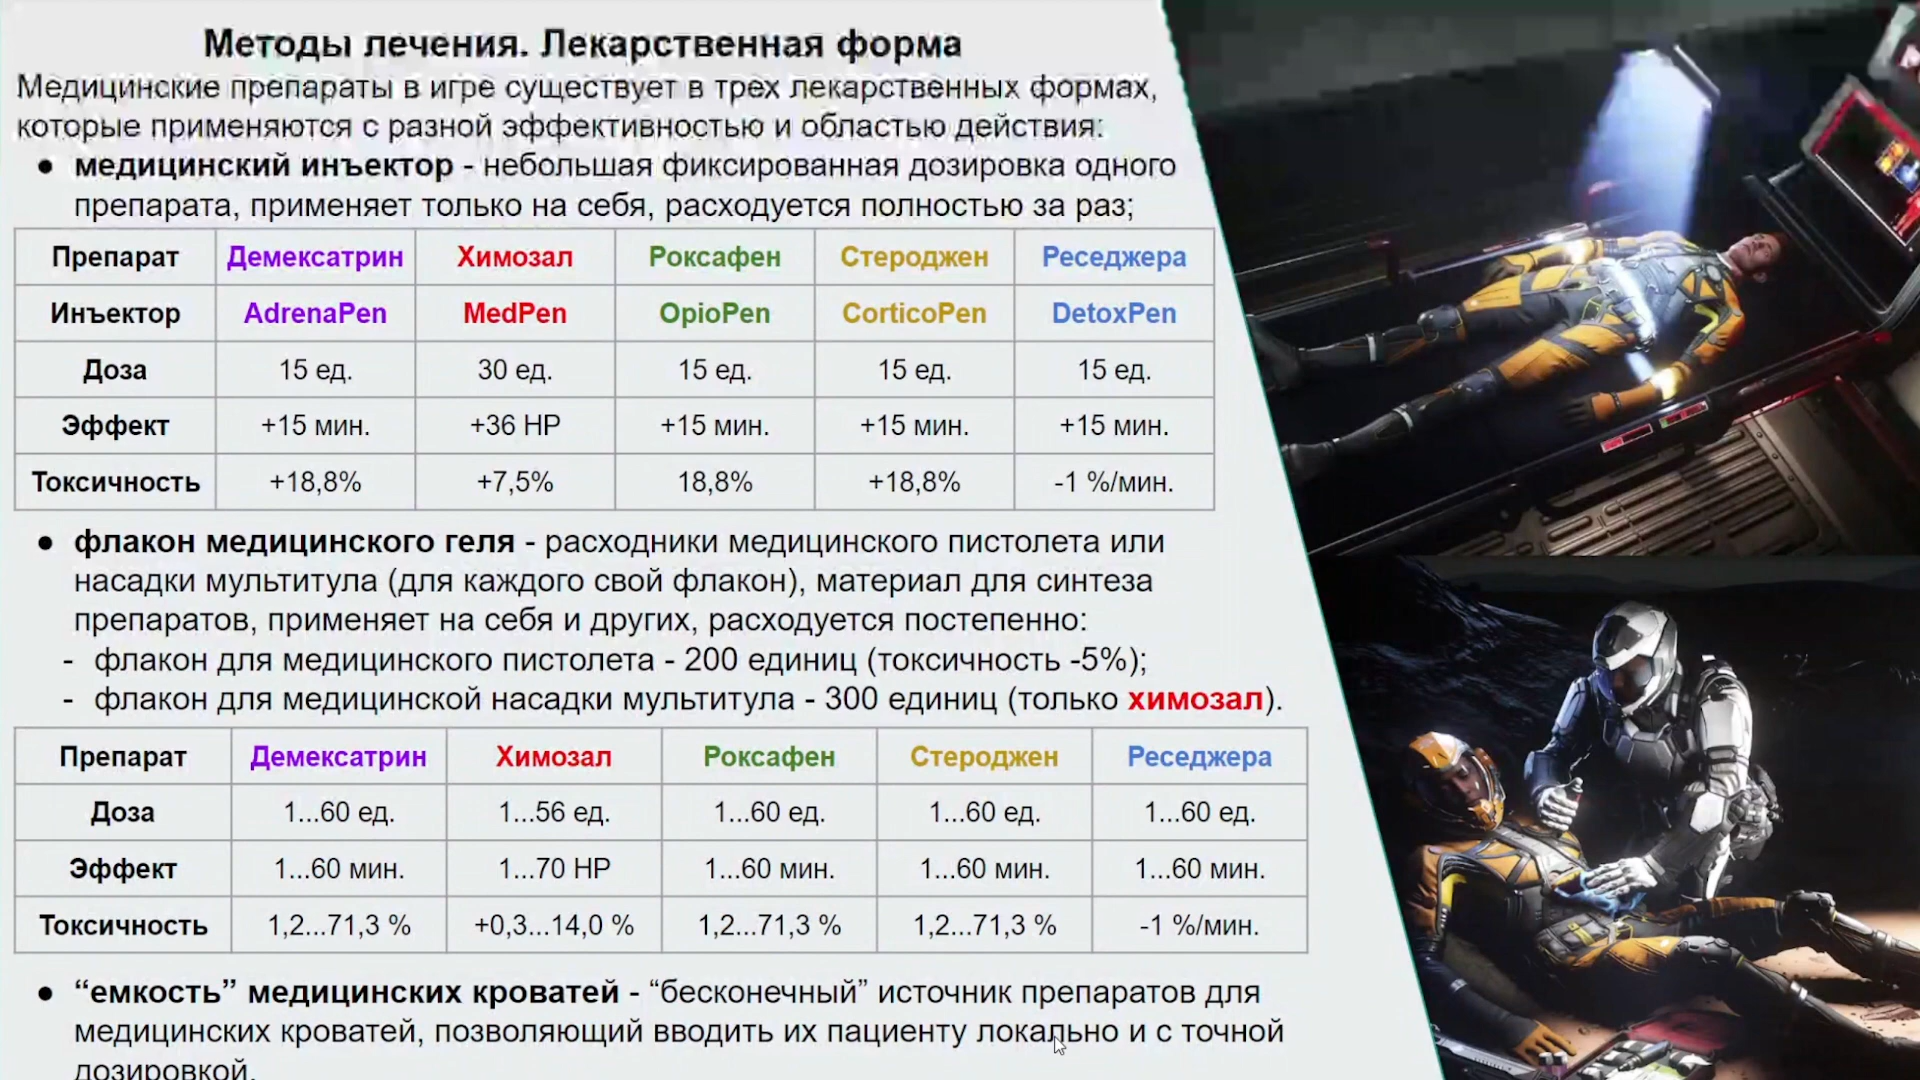 Методы лечения. Лекарственная форма
Медицинские препараты в игре существует в трех лекарственных формах,
которые применяются с разной эффективностью и областью действия:
● медицинский инъектор - небольшая фиксированная дозировка одного
препарата, применяет только на себя, расходуется полностью за раз;
Препарат Демексатрин Химозал Роксафен Стероджен Реседжера
Инъектор AdrenaPen MedPen OpioPen CorticoPen DetoxPen
Доза 15 ед. 30 ед. 15 ед. 15 ед. 15 ед.
Эффект +15 мин. +36 HP +15 мин. +15 мин. +15 мин.
Токсичность +18,8% +7,5% 18,8% +18,8% -1 %/мин.
● флакон медицинского геля - расходники медицинского пистолета или
насадки мультитула (для каждого свой флакон), материал для синтеза
препаратов, применяет на себя и других, расходуется постепенно:
- флакон для медицинского пистолета - 200 единиц (токсичность -5%);
- флакон для медицинской насадки мультитула - 300 единиц (только химозал).
Препарат Демексатрин Химозал Роксафен Стероджен Реседжера
Доза 1...60 ед. 1...56 ед. 1...60 ед. 1...60 ед. 1...60 ед.
Эффект 1...60 мин. 1...70 HP 1...60 мин. 1...60 мин. 1...60 мин.
Токсичность 1,2...71,3 % +0,3...14,0 % 1,2...71,3 % 1,2...71,3 % -1 %/мин.
● “емкость” медицинских кроватей - “бесконечный” источник препаратов для
медицинских кроватей, позволяющий вводить их пациенту локально и с точной
дозировкой.